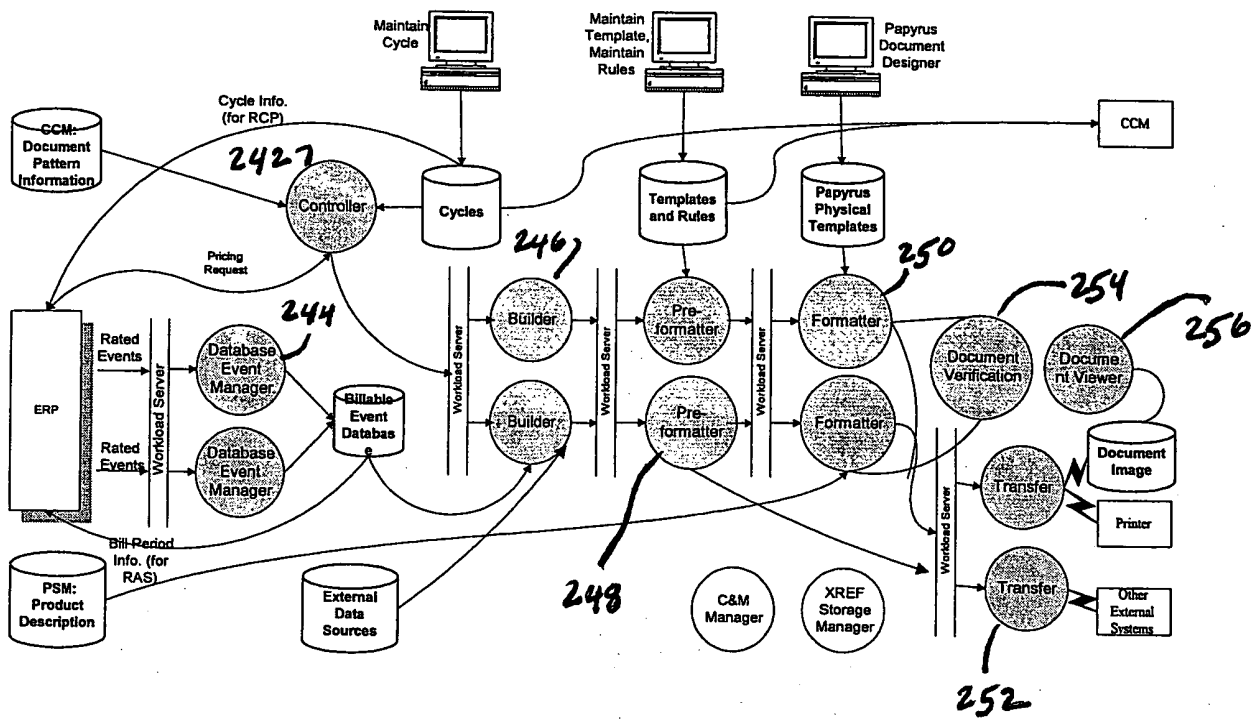 Maintain
Cycle
Maintain
Template,
Maintain
Rules
Papyrus
Document
Designer
Cycle Info.
(for RCP)
CCM:
Document
Pattern
Information
2427
Controller
Cycles
Templates
and Rules
Papyrus
Physical
Templates
CCM
Pricing
Request
246
250
254
256
244
ERP
Rated
Events
Rated
Events
Workload Server
Database
Event
Manager
Database
Event
Manager
Billable
Event
Databas
e
Workload Server
Builder
Builder
Workload Server
Pre-
formatter
Pre-
formatter
Workload Server
Formatter
Formatter
Document
Verification
Docume
nt Viewer
Document
Image
Workload Server
Transfer
Printer
Transfer
Other
External
Systems
Bill Period
Info. (for
RAS)
PSM:
Product
Description
External
Data
Sources
248
C&M
Manager
XREF
Storage
Manager
252